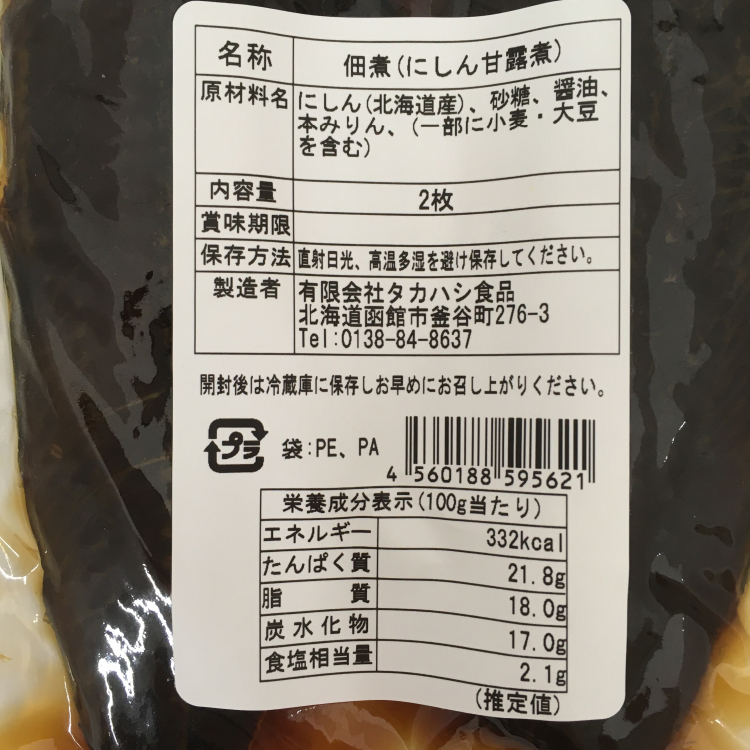 名称 佃煮(にしん甘露煮)
原材料名 にしん(北海道産)、砂糖、醤油、
本みりん、(一部に小麦・大豆
を含む)
内容量 2枚
賞味期限
保存方法 直射日光、高温多湿を避け保存してください。
製造者 有限会社タカハシ食品
北海道函館市釜谷町276-3
Tel:0138-84-8637
開封後は冷蔵庫に保存しお早めにお召し上がりください。
プラ 袋:PE、PA
4 560188 595621
栄養成分表示(100g当たり)
エネルギー 332kcal
たんぱく質 21.8g
脂質 18.0g
炭水化物 17.0g
食塩相当量 2.1g
(推定値)